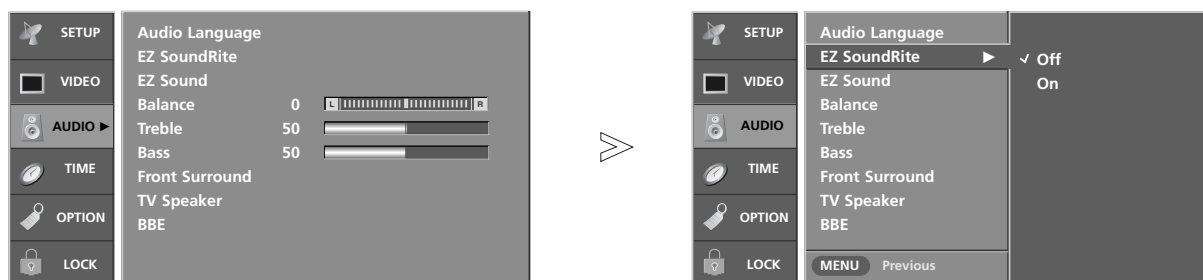 SETUP
VIDEO
AUDIO ►
TIME
OPTION
LOCK
Audio Language
EZ SoundRite
EZ Sound
Balance 0 L R
Treble 50
Bass 50
Front Surround
TV Speaker
BBE
>
SETUP
VIDEO
AUDIO
TIME
OPTION
LOCK
Audio Language
EZ SoundRite ►
EZ Sound
Balance
Treble
Bass
Front Surround
TV Speaker
BBE
MENU Previous
✓ Off
On